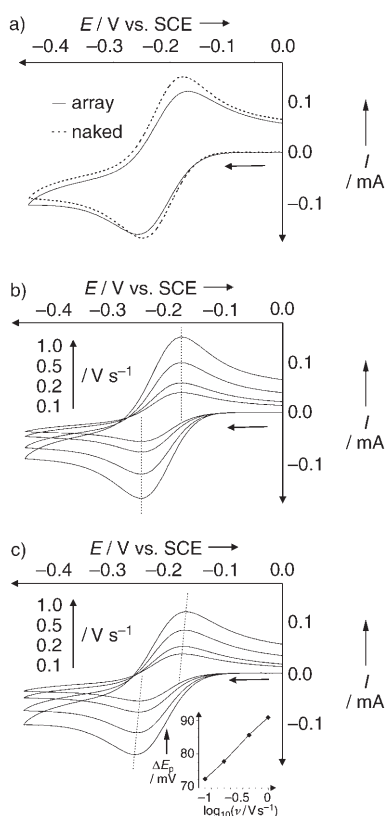 a)
E / V vs. SCE
−0.4 −0.3 −0.2 −0.1 0.0
array
naked
0.1
0.0
−0.1
I
/ mA
b)
E / V vs. SCE
−0.4 −0.3 −0.2 −0.1 0.0
1.0
0.5
0.2
0.1
/ V s⁻¹
0.1
0.0
−0.1
I
/ mA
c)
E / V vs. SCE
−0.4 −0.3 −0.2 −0.1 0.0
1.0
0.5
0.2
0.1
/ V s⁻¹
0.1
0.0
−0.1
I
/ mA
90
80
70
ΔEₚ
/ mV
−1 −0.5 0
log₁₀(ν/V s⁻¹)